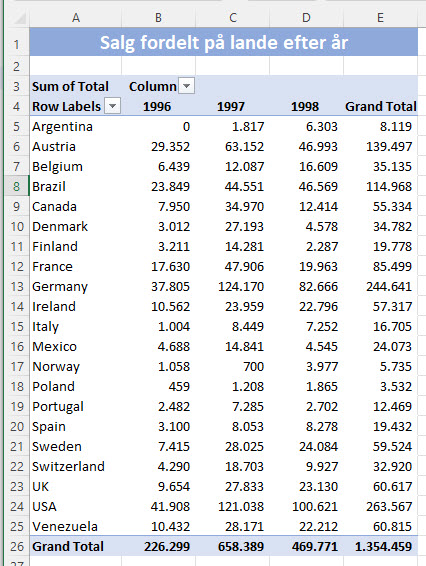 A B C D E
1 Salg fordelt på lande efter år
2
3 Sum of Total Column
4 Row Labels 1996 1997 1998 Grand Total
5 Argentina 0 1.817 6.303 8.119
6 Austria 29.352 63.152 46.993 139.497
7 Belgium 6.439 12.087 16.609 35.135
8 Brazil 23.849 44.551 46.569 114.968
9 Canada 7.950 34.970 12.414 55.334
10 Denmark 3.012 27.193 4.578 34.782
11 Finland 3.211 14.281 2.287 19.778
12 France 17.630 47.906 19.963 85.499
13 Germany 37.805 124.170 82.666 244.641
14 Ireland 10.562 23.959 22.796 57.317
15 Italy 1.004 8.449 7.252 16.705
16 Mexico 4.688 14.841 4.545 24.073
17 Norway 1.058 700 3.977 5.735
18 Poland 459 1.208 1.865 3.532
19 Portugal 2.482 7.285 2.702 12.469
20 Spain 3.100 8.053 8.278 19.432
21 Sweden 7.415 28.025 24.084 59.524
22 Switzerland 4.290 18.703 9.927 32.920
23 UK 9.654 27.833 23.130 60.617
24 USA 41.908 121.038 100.621 263.567
25 Venezuela 10.432 28.171 22.212 60.815
26 Grand Total 226.299 658.389 469.771 1.354.459
27